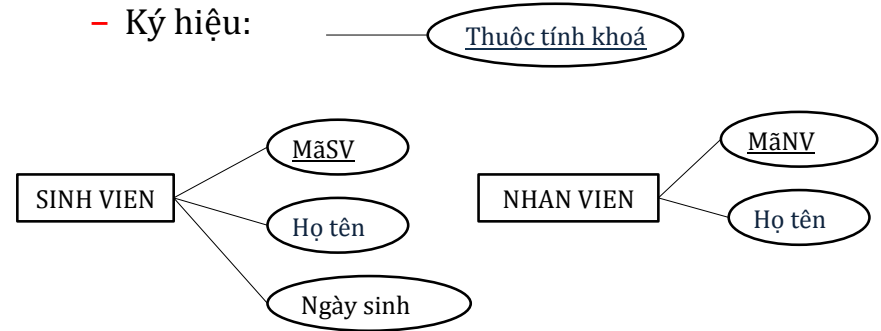 – Ký hiệu: Thuộc tính khoá
MãSV MãNV
SINH VIEN NHAN VIEN
Họ tên Họ tên
Ngày sinh